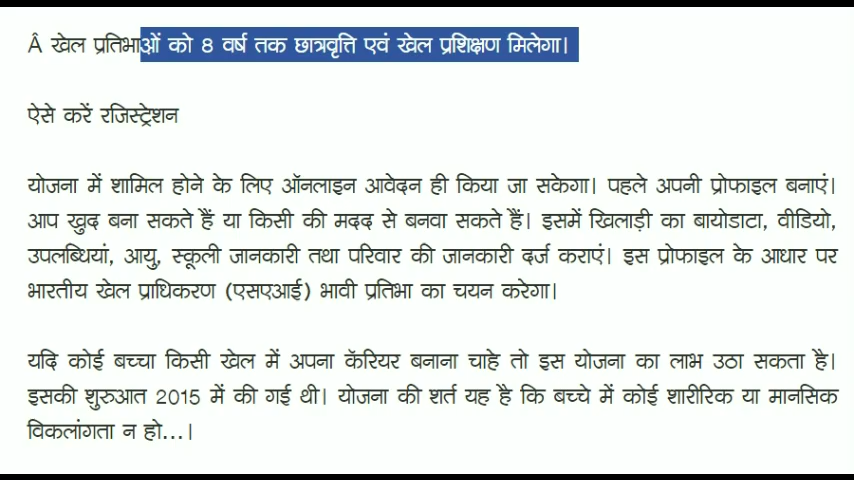 Â खेल प्रतिभाओं को 8 वर्ष तक छात्रवृत्ति एवं खेल प्रशिक्षण मिलेगा।
ऐसे करें रजिस्ट्रेशन
योजना में शामिल होने के लिए ऑनलाइन आवेदन ही किया जा सकेगा। पहले अपनी प्रोफाइल बनाएं।
आप खुद बना सकते हैं या किसी की मदद से बनवा सकते हैं। इसमें खिलाड़ी का बायोडाटा, वीडियो,
उपलब्धियां, आयु, स्कूली जानकारी तथा परिवार की जानकारी दर्ज कराएं। इस प्रोफाइल के आधार पर
भारतीय खेल प्राधिकरण (एसएआई) भावी प्रतिभा का चयन करेगा।
यदि कोई बच्चा किसी खेल में अपना कॅरियर बनाना चाहे तो इस योजना का लाभ उठा सकता है।
इसकी शुरुआत 2015 में की गई थी। योजना की शर्त यह है कि बच्चे में कोई शारीरिक या मानसिक
विकलांगता न हो...।